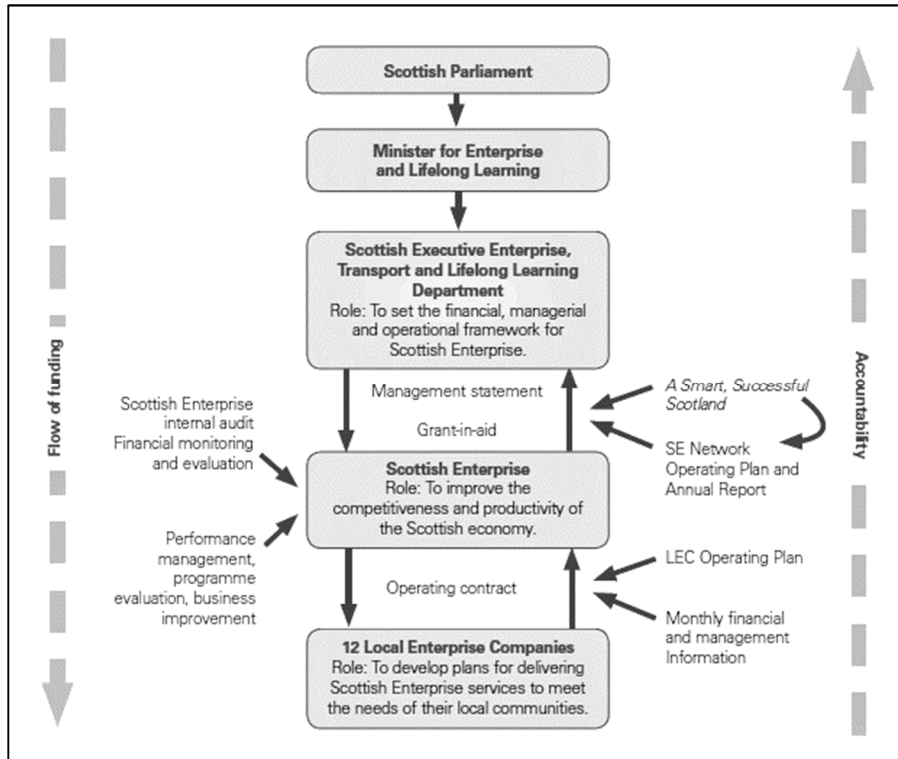 Scottish Parliament
Minister for Enterprise
and Lifelong Learning
Scottish Executive Enterprise,
Transport and Lifelong Learning
Department
Role: To set the financial, managerial
and operational framework for
Scottish Enterprise.
Flow of funding
Accountability
Management statement
Grant-in-aid
A Smart, Successful
Scotland
SE Network
Operating Plan and
Annual Report
Scottish Enterprise
internal audit
Financial monitoring
and evaluation
Scottish Enterprise
Role: To improve the
competitiveness and productivity
of the Scottish economy.
Performance
management,
programme
evaluation, business
improvement
Operating contract
LEC Operating Plan
Monthly financial
and management
Information
12 Local Enterprise Companies
Role: To develop plans for delivering
Scottish Enterprise services to meet
the needs of their local communities.